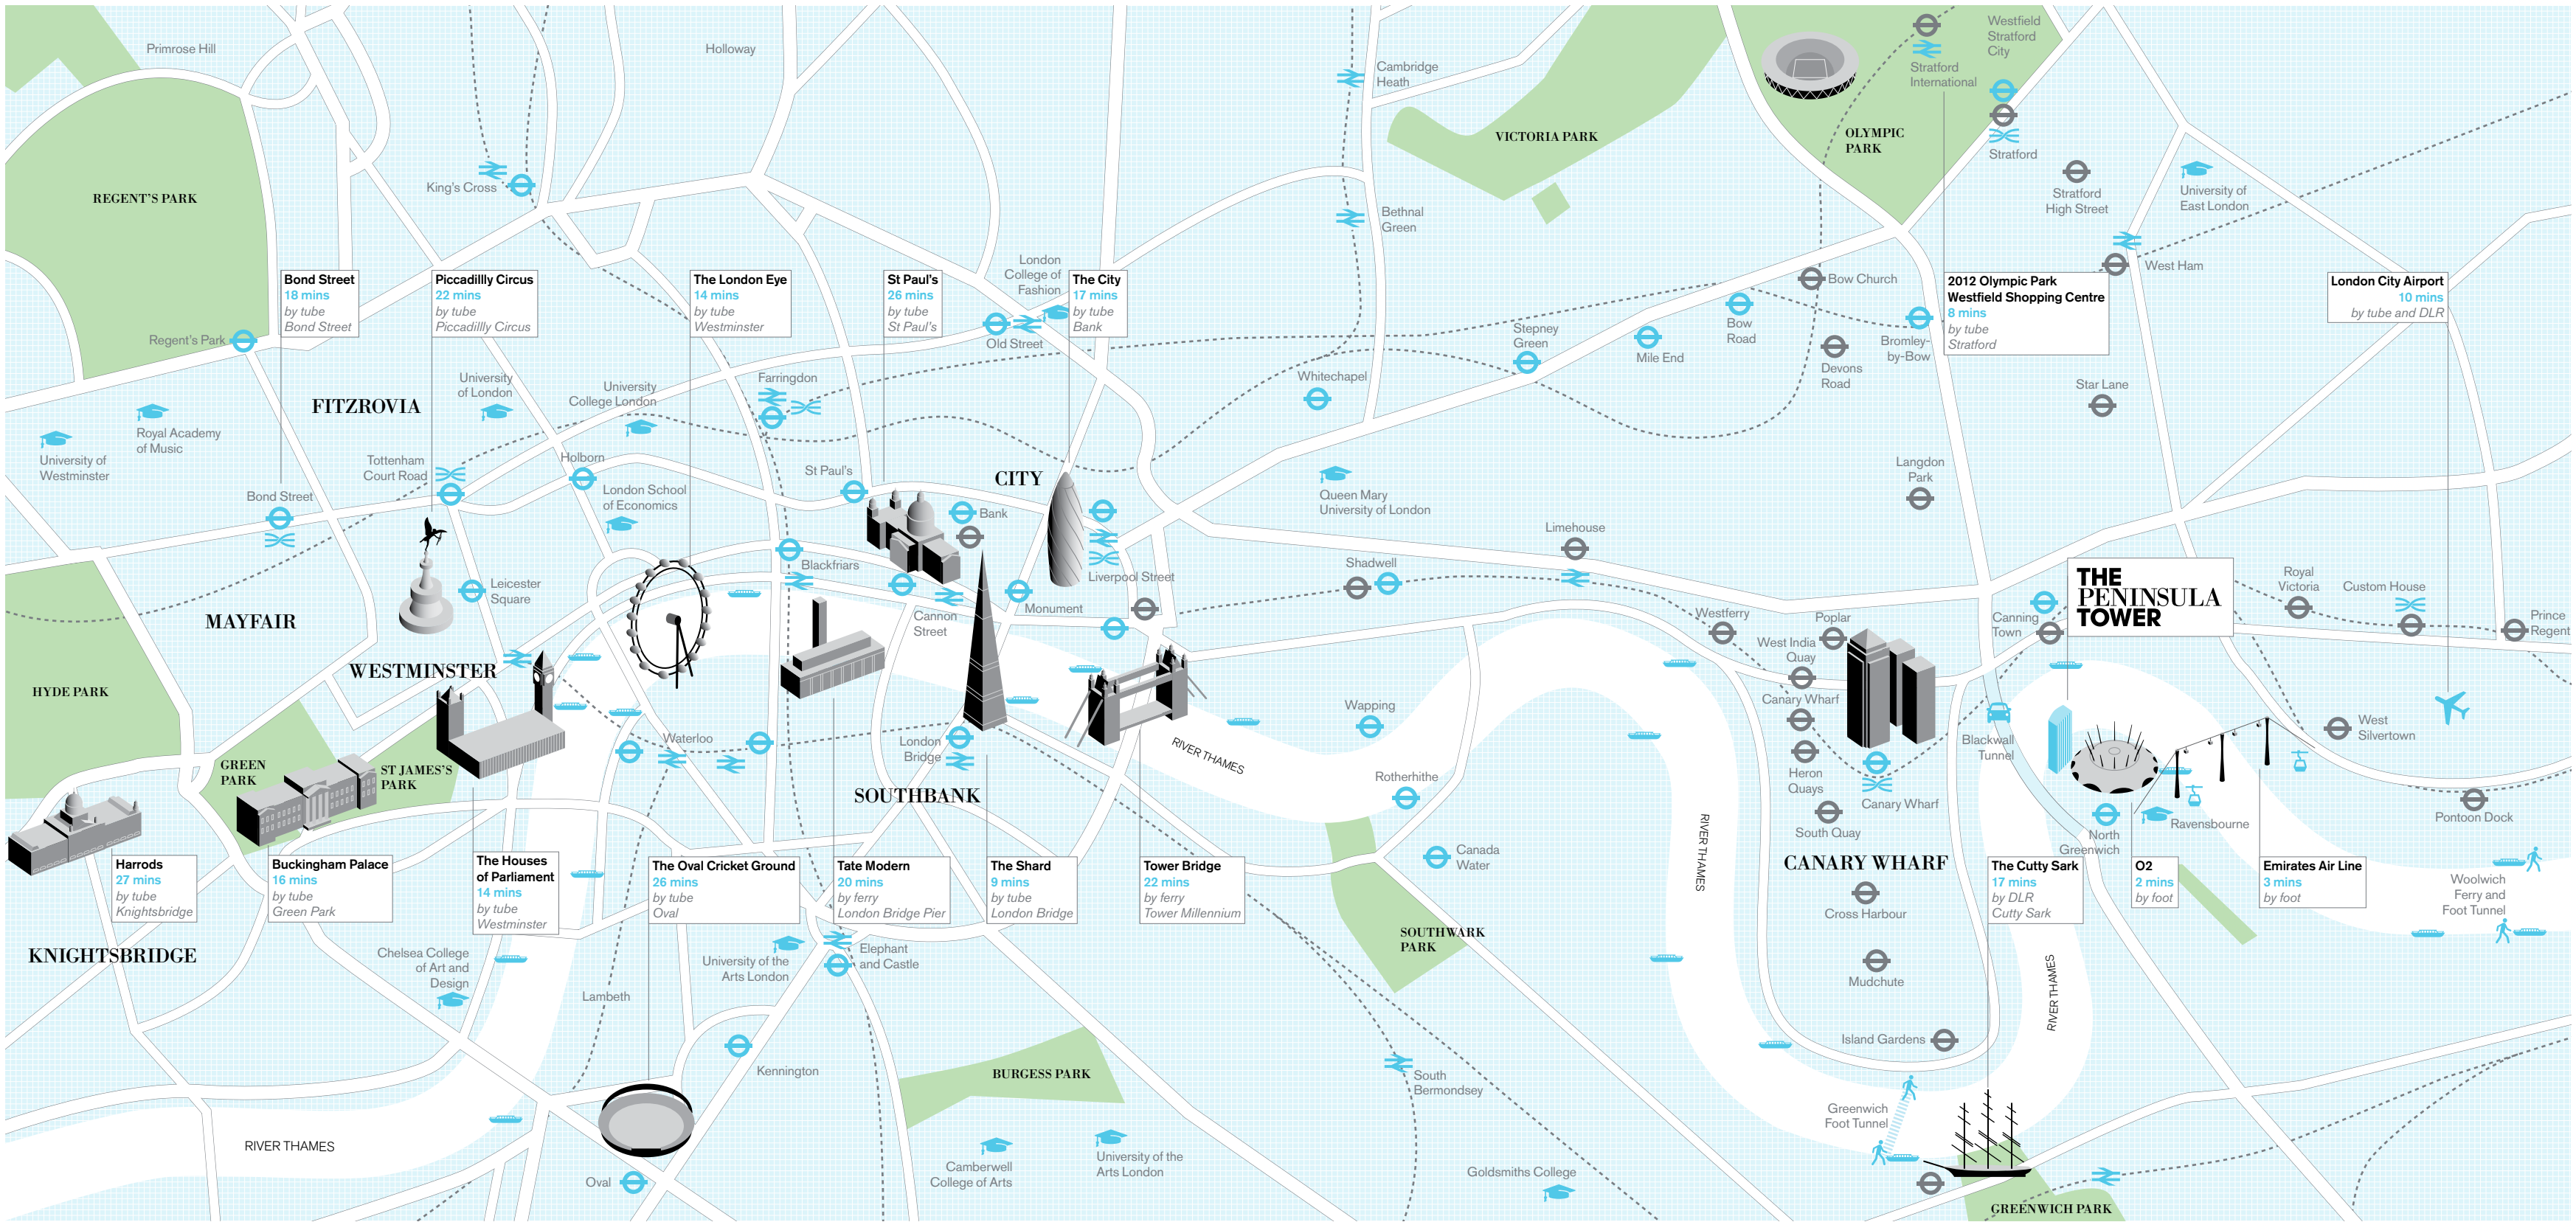 Primrose Hill
Holloway
Cambridge
Heath
VICTORIA PARK
OLYMPIC
PARK
Westfield
Stratford
City
Stratford
International
Stratford
Stratford
High Street
University of
East London
West Ham
REGENT'S PARK
King's Cross
Bethnal
Green
London
College of
Fashion
Old Street
Bond Street
18 mins
by tube
Bond Street
Piccadillly Circus
22 mins
by tube
Piccadillly Circus
The London Eye
14 mins
by tube
Westminster
St Paul's
26 mins
by tube
St Paul's
The City
17 mins
by tube
Bank
2012 Olympic Park
Westfield Shopping Centre
8 mins
by tube
Stratford
London City Airport
10 mins
by tube and DLR
Regent's Park
FITZROVIA
University
of London
University
College London
Farringdon
Whitechapel
Stepney
Green
Mile End
Bow
Road
Bow Church
Devons
Road
Bromley-
by-Bow
Star Lane
Langdon
Park
Royal Academy
of Music
University of
Westminster
Tottenham
Court Road
Holborn
London School
of Economics
Bond Street
St Paul's
CITY
Bank
Queen Mary
University of London
Limehouse
Shadwell
Liverpool Street
Blackfriars
Leicester
Square
MAYFAIR
WESTMINSTER
HYDE PARK
Cannon
Street
Monument
Westferry
Poplar
West India
Quay
Canary Wharf
Heron
Quays
South Quay
Canary Wharf
Canning
Town
THE
PENINSULA
TOWER
Royal
Victoria
Custom House
Prince
Regent
West
Silvertown
Pontoon Dock
Blackwall
Tunnel
North
Greenwich
Ravensbourne
Waterloo
London
Bridge
SOUTHBANK
RIVER THAMES
Wapping
Rotherhithe
Canada
Water
GREEN
PARK
ST JAMES'S
PARK
Harrods
27 mins
by tube
Knightsbridge
Buckingham Palace
16 mins
by tube
Green Park
The Houses
of Parliament
14 mins
by tube
Westminster
The Oval Cricket Ground
26 mins
by tube
Oval
Tate Modern
20 mins
by ferry
London Bridge Pier
The Shard
9 mins
by tube
London Bridge
Tower Bridge
22 mins
by ferry
Tower Millennium
RIVER THAMES
CANARY WHARF
The Cutty Sark
17 mins
by DLR
Cutty Sark
O2
2 mins
by foot
Emirates Air Line
3 mins
by foot
Woolwich
Ferry and
Foot Tunnel
KNIGHTSBRIDGE
Chelsea College
of Art and
Design
Lambeth
University of the
Arts London
Elephant
and Castle
SOUTHWARK
PARK
Cross Harbour
Mudchute
Island Gardens
RIVER THAMES
Kennington
BURGESS PARK
South
Bermondsey
Greenwich
Foot Tunnel
RIVER THAMES
Oval
Camberwell
College of Arts
University of the
Arts London
Goldsmiths College
GREENWICH PARK